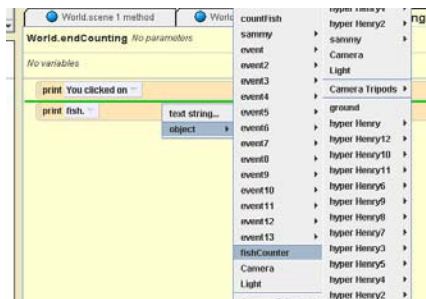 World.scene 1 method
World.endCounting No parameters
No variables
print You clicked on
print fish.
text string...
object
countFish
sammy
event
event2
event3
event4
event5
event6
event7
event8
event9
event10
event11
event12
event13
fishCounter
Camera
Light
hyper Henry2
sammy
Camera
Light
Camera Tripods
ground
hyper Henry
hyper Henry12
hyper Henry10
hyper Henry11
hyper Henry6
hyper Henry9
hyper Henry8
hyper Henry7
hyper Henry3
hyper Henry5
hyper Henry4
hyper Henry2